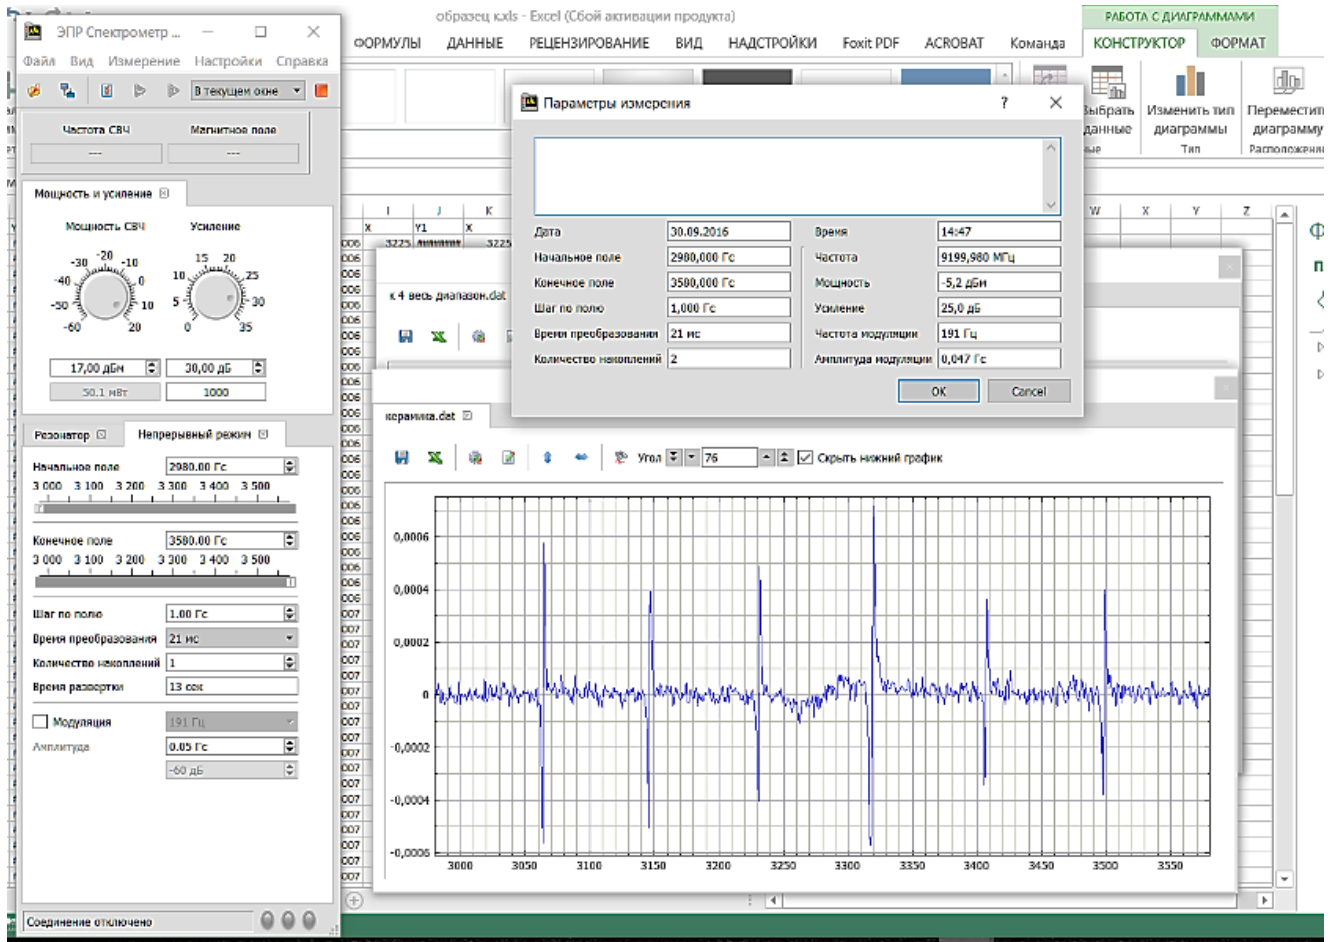 образец к.xls - Excel (Сбой активации продукта)
РАБОТА С ДИАГРАММАМИ
ФОРМУЛЫ ДАННЫЕ РЕЦЕНЗИРОВАНИЕ ВИД НАДСТРОЙКИ Foxit PDF ACROBAT Команда КОНСТРУКТОР ФОРМАТ
Выбрать данные
Изменить тип диаграммы
Переместить диаграмму
Тип
Расположение
ЭПР Спектрометр ...
Файл Вид Измерение Настройки Справка
В текущем окне
Частота СВЧ Магнитное поле
--- ---
Мощность и усиление
Мощность СВЧ Усиление
-60 -50 -40 -30 -20 -10 0 10 20
0 5 10 15 20 25 30 35
17,00 дБм 30,00 дБ
50.1 мВт 1000
Резонатор Непрерывный режим
Начальное поле 2980.00 Гс
3 000 3 100 3 200 3 300 3 400 3 500
Конечное поле 3580.00 Гс
3 000 3 100 3 200 3 300 3 400 3 500
Шаг по полю 1.00 Гс
Время преобразования 21 мс
Количество накоплений 1
Время развертки 13 сек
Модуляция 191 Гц
Амплитуда 0.05 Гс
-60 дБ
Соединение отключено
Параметры измерения ?
Дата 30.09.2016 Время 14:47
Начальное поле 2980,000 Гс Частота 9199,980 МГц
Конечное поле 3580,000 Гс Мощность -5,2 дБм
Шаг по полю 1,000 Гс Усиление 25,0 дБ
Время преобразования 21 мс Частота модуляции 191 Гц
Количество накоплений 2 Амплитуда модуляции 0,047 Гс
OK Cancel
I J K W X Y Z
X Y1 X
3225 ######## 3225
к 4 весь диапазон.dat
керамика.dat
Угол 76 Скрыть нижний график
0,0006
0,0004
0,0002
0
-0,0002
-0,0004
-0,0006
3000 3050 3100 3150 3200 3250 3300 3350 3400 3450 3500 3550